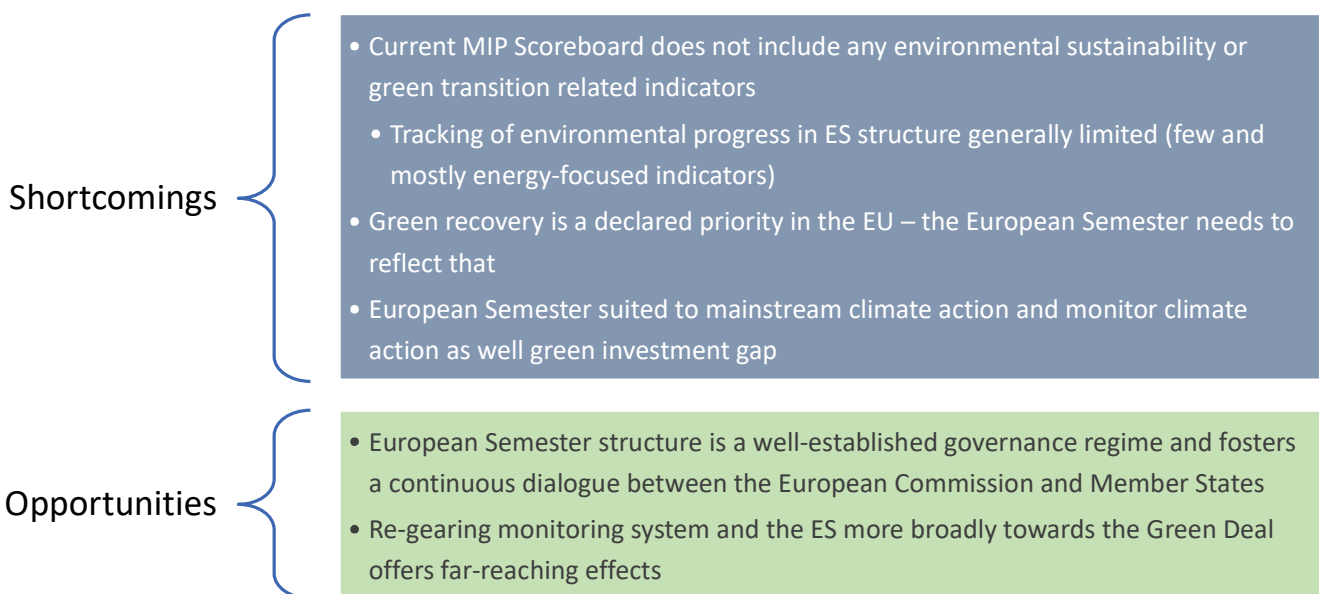 Shortcomings
• Current MIP Scoreboard does not include any environmental sustainability or
green transition related indicators
• Tracking of environmental progress in ES structure generally limited (few and
mostly energy-focused indicators)
• Green recovery is a declared priority in the EU – the European Semester needs to
reflect that
• European Semester suited to mainstream climate action and monitor climate
action as well green investment gap
Opportunities
• European Semester structure is a well-established governance regime and fosters
a continuous dialogue between the European Commission and Member States
• Re-gearing monitoring system and the ES more broadly towards the Green Deal
offers far-reaching effects